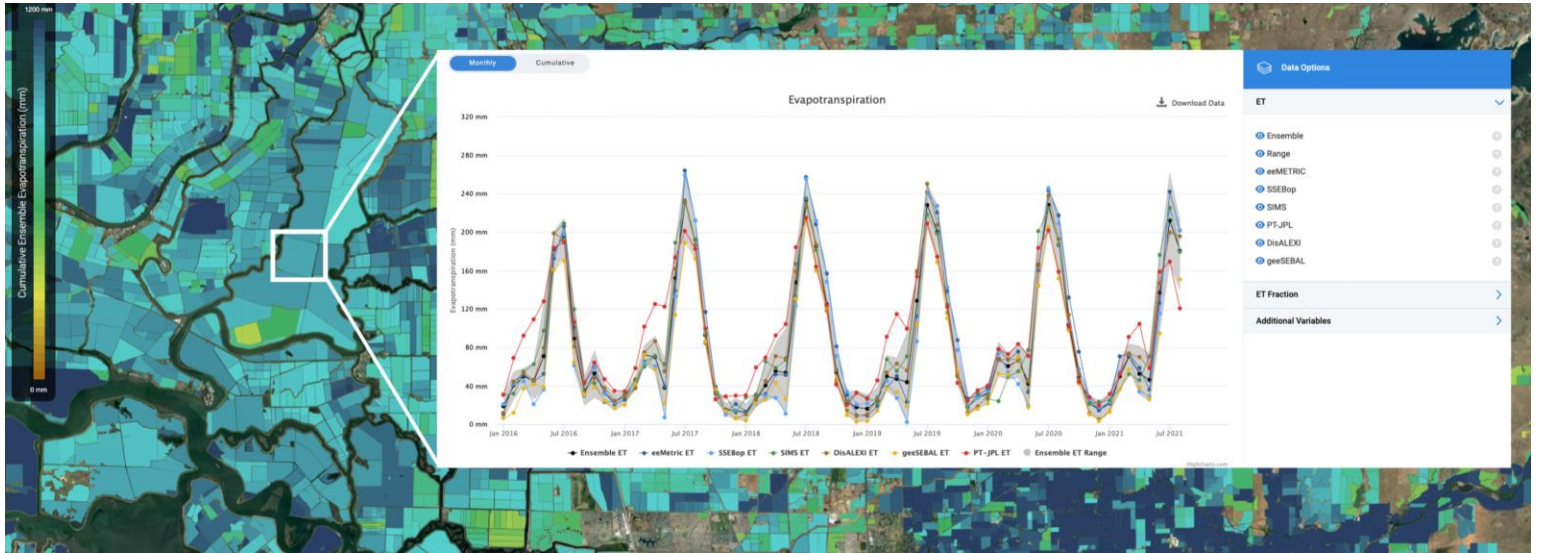 1200 mm
Cumulative Ensemble Evapotranspiration (mm)
0 mm
Monthly Cumulative
Evapotranspiration
Download Data
Evapotranspiration (mm)
320 mm
280 mm
240 mm
200 mm
160 mm
120 mm
80 mm
40 mm
0 mm
Jan 2016 Jul 2016 Jan 2017 Jul 2017 Jan 2018 Jul 2018 Jan 2019 Jul 2019 Jan 2020 Jul 2020 Jan 2021 Jul 2021
Ensemble ET eeMetric ET SSEBop ET SIMS ET DisALEXI ET geeSEBAL ET PT-JPL ET Ensemble ET Range
Highcharts.com
Data Options
ET
Ensemble ?
Range ?
eeMETRIC ?
SSEBop ?
SIMS ?
PT-JPL ?
DisALEXI ?
geeSEBAL ?
ET Fraction
Additional Variables